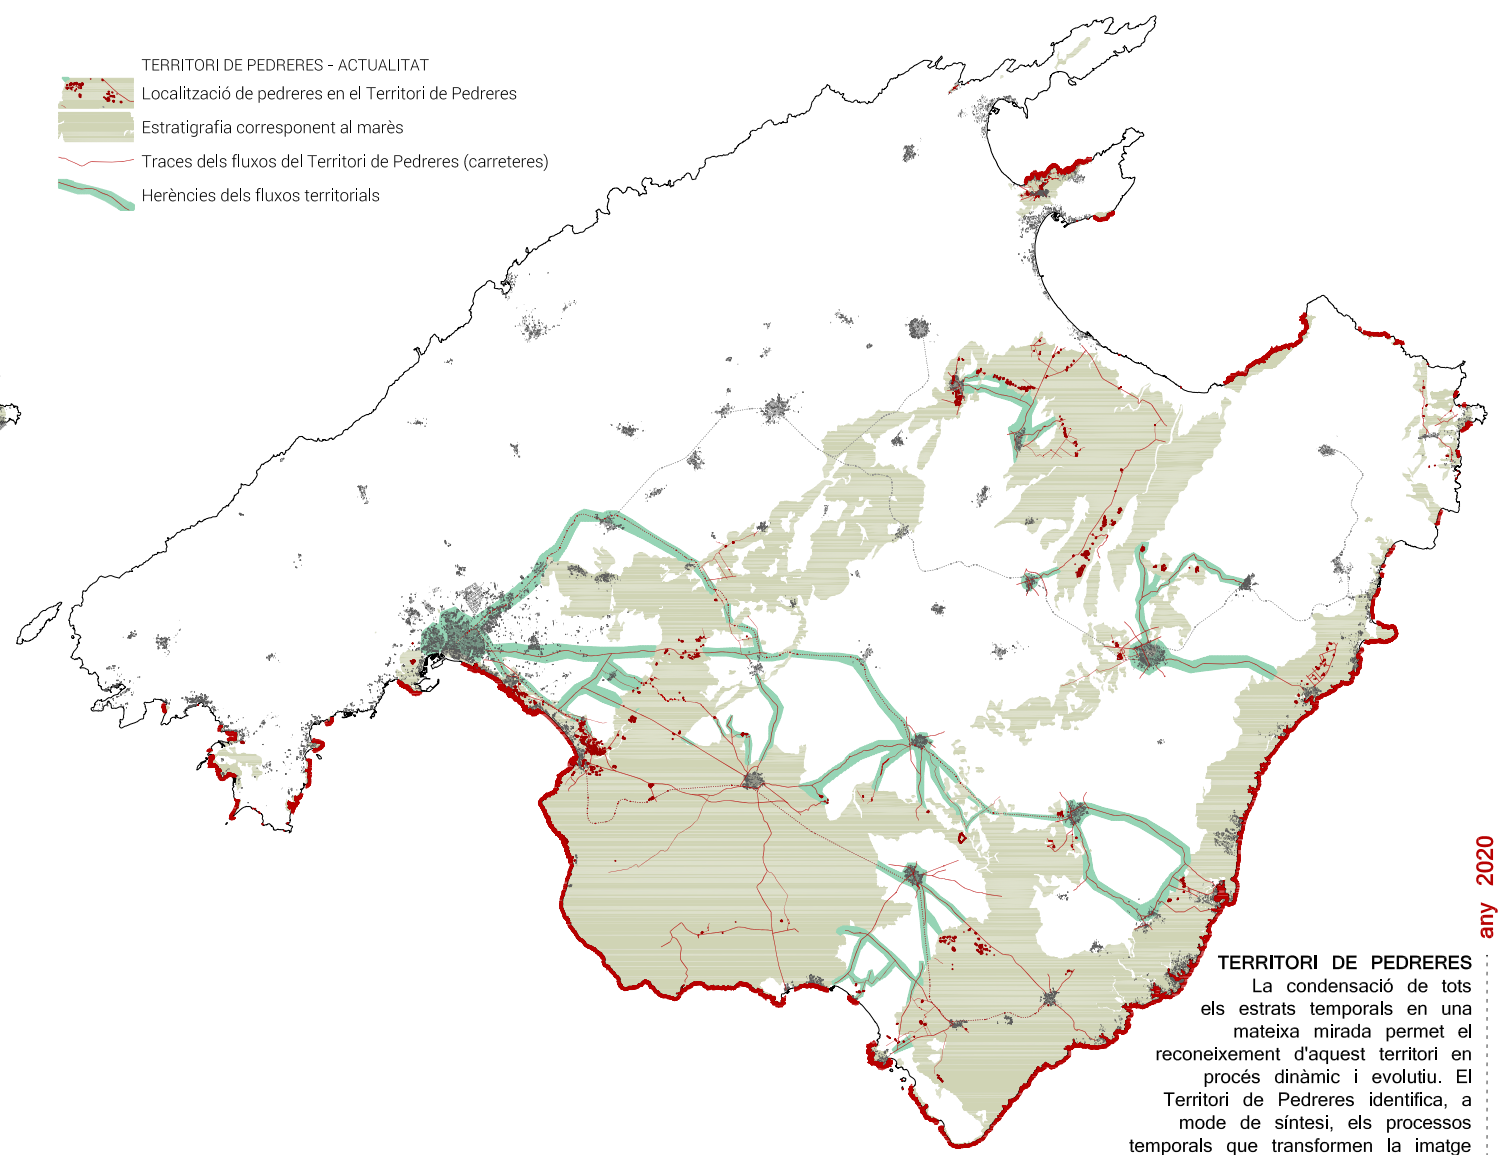 TERRITORI DE PEDRERES - ACTUALITAT
Localització de pedreres en el Territori de Pedreres
Estratigrafia corresponent al marès
Traces dels fluxos del Territori de Pedreres (carreteres)
Herències dels fluxos territorials
any 2020
TERRITORI DE PEDRERES
La condensació de tots
els estrats temporals en una
mateixa mirada permet el
reconeixement d'aquest territori en
procés dinàmic i evolutiu. El
Territori de Pedreres identifica, a
mode de síntesi, els processos
temporals que transformen la imatge